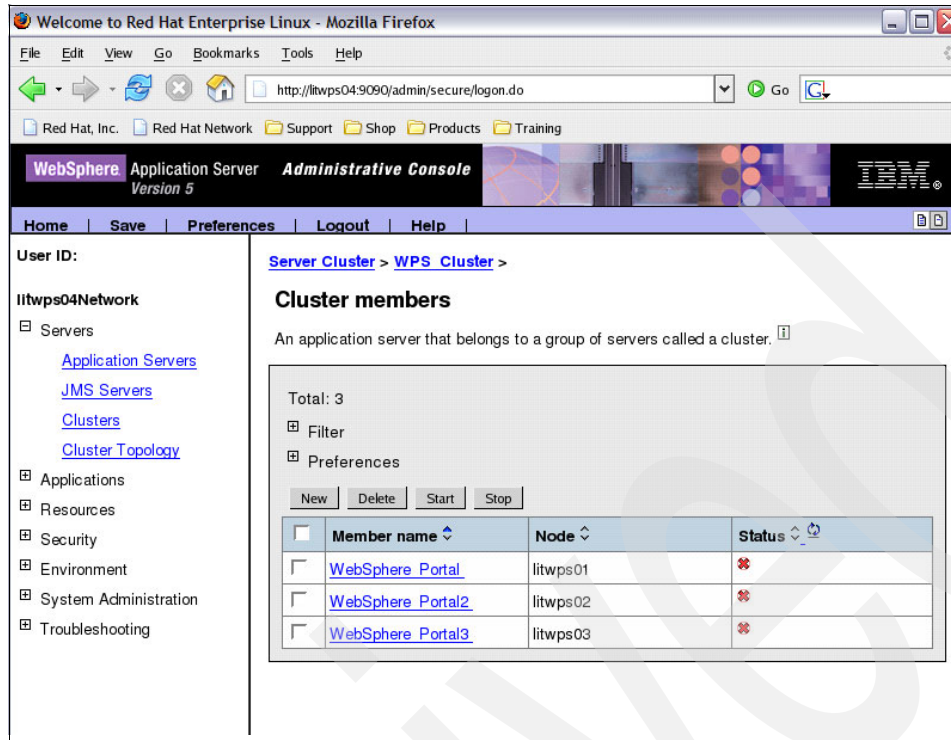 Welcome to Red Hat Enterprise Linux - Mozilla Firefox
File Edit View Go Bookmarks Tools Help
http://litwps04:9090/admin/secure/logon.do Go G
Red Hat, Inc. Red Hat Network Support Shop Products Training
WebSphere Application Server Administrative Console
Version 5
IBM®
Home | Save | Preferences | Logout | Help |
User ID:
litwps04Network
Servers
Application Servers
JMS Servers
Clusters
Cluster Topology
Applications
Resources
Security
Environment
System Administration
Troubleshooting
Server Cluster > WPS_Cluster >
Cluster members
An application server that belongs to a group of servers called a cluster. i
Total: 3
Filter
Preferences
New Delete Start Stop
Member name Node Status
WebSphere_Portal litwps01
WebSphere_Portal2 litwps02
WebSphere_Portal3 litwps03